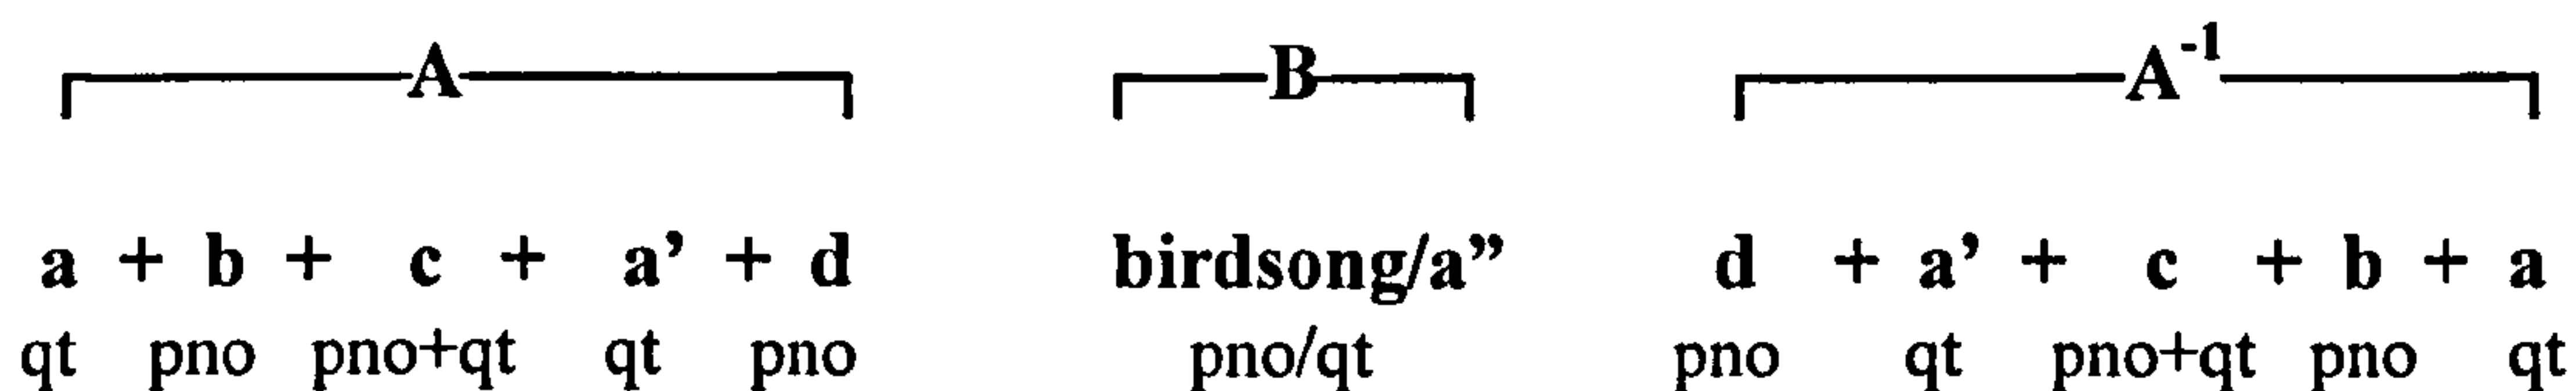 A B A⁻¹
a + b + c + a’ + d birdsong/a” d + a’ + c + b + a
qt pno pno+qt qt pno pno/qt pno qt pno+qt pno qt